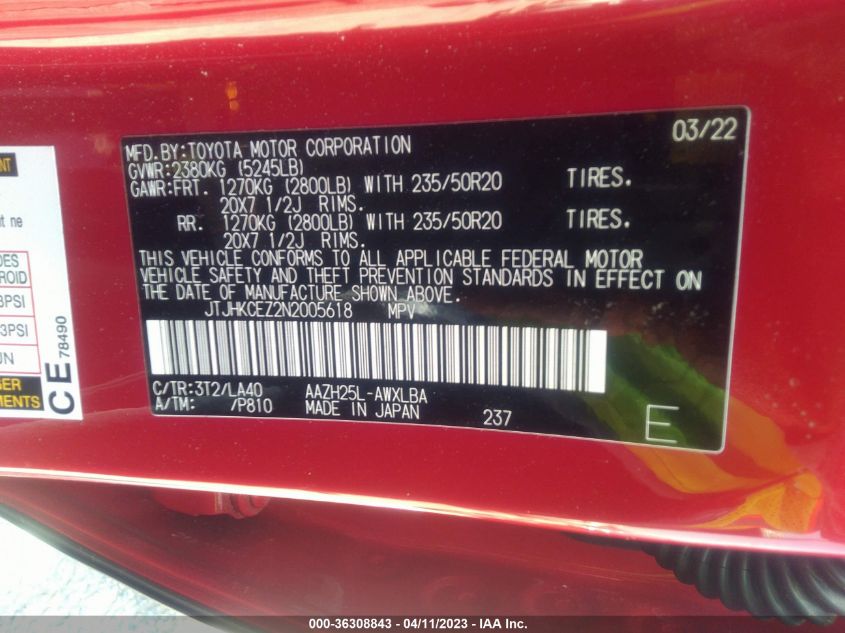 MFD.BY:TOYOTA MOTOR CORPORATION 03/22
GVWR:2380KG (5245LB)
GAWR:FRT. 1270KG (2800LB) WITH 235/50R20 TIRES.
20X7 1/2J RIMS.
RR. 1270KG (2800LB) WITH 235/50R20 TIRES.
20X7 1/2J RIMS.
THIS VEHICLE CONFORMS TO ALL APPLICABLE FEDERAL MOTOR
VEHICLE SAFETY AND THEFT PREVENTION STANDARDS IN EFFECT ON
THE DATE OF MANUFACTURE SHOWN ABOVE.
JTJHKCEZ2N2005618 MPV
C/TR:3T2/LA40 AAZH25L-AWXLBA
A/TM: /P810 MADE IN JAPAN 237
E
ne
PSI
3PSI
CE 78490
000-36308843 / 04/11/2023 - IAA Inc.